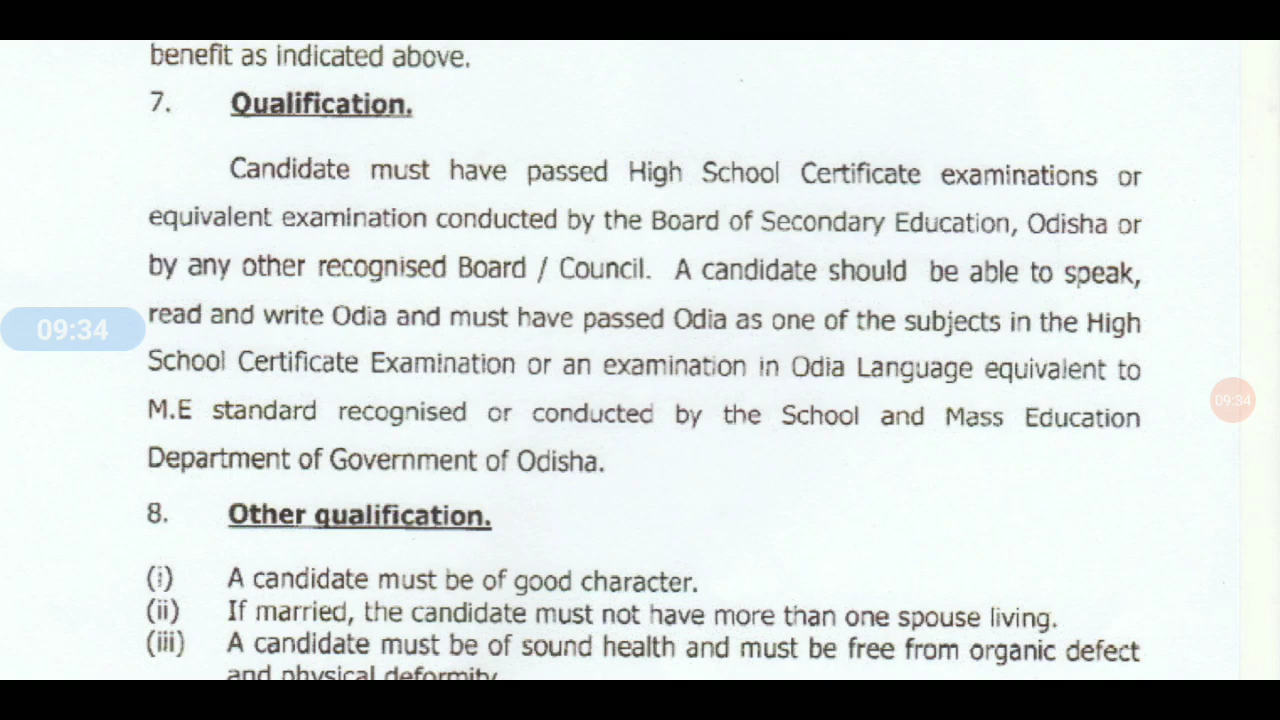 benefit as indicated above.
7. Qualification.
Candidate must have passed High School Certificate examinations or
equivalent examination conducted by the Board of Secondary Education, Odisha or
by any other recognised Board / Council. A candidate should be able to speak,
read and write Odia and must have passed Odia as one of the subjects in the High
School Certificate Examination or an examination in Odia Language equivalent to
M.E standard recognised or conducted by the School and Mass Education
Department of Government of Odisha.
09:34
09:34
8. Other qualification.
(i) A candidate must be of good character.
(ii) If married, the candidate must not have more than one spouse living.
(iii) A candidate must be of sound health and must be free from organic defect
and physical deformity.